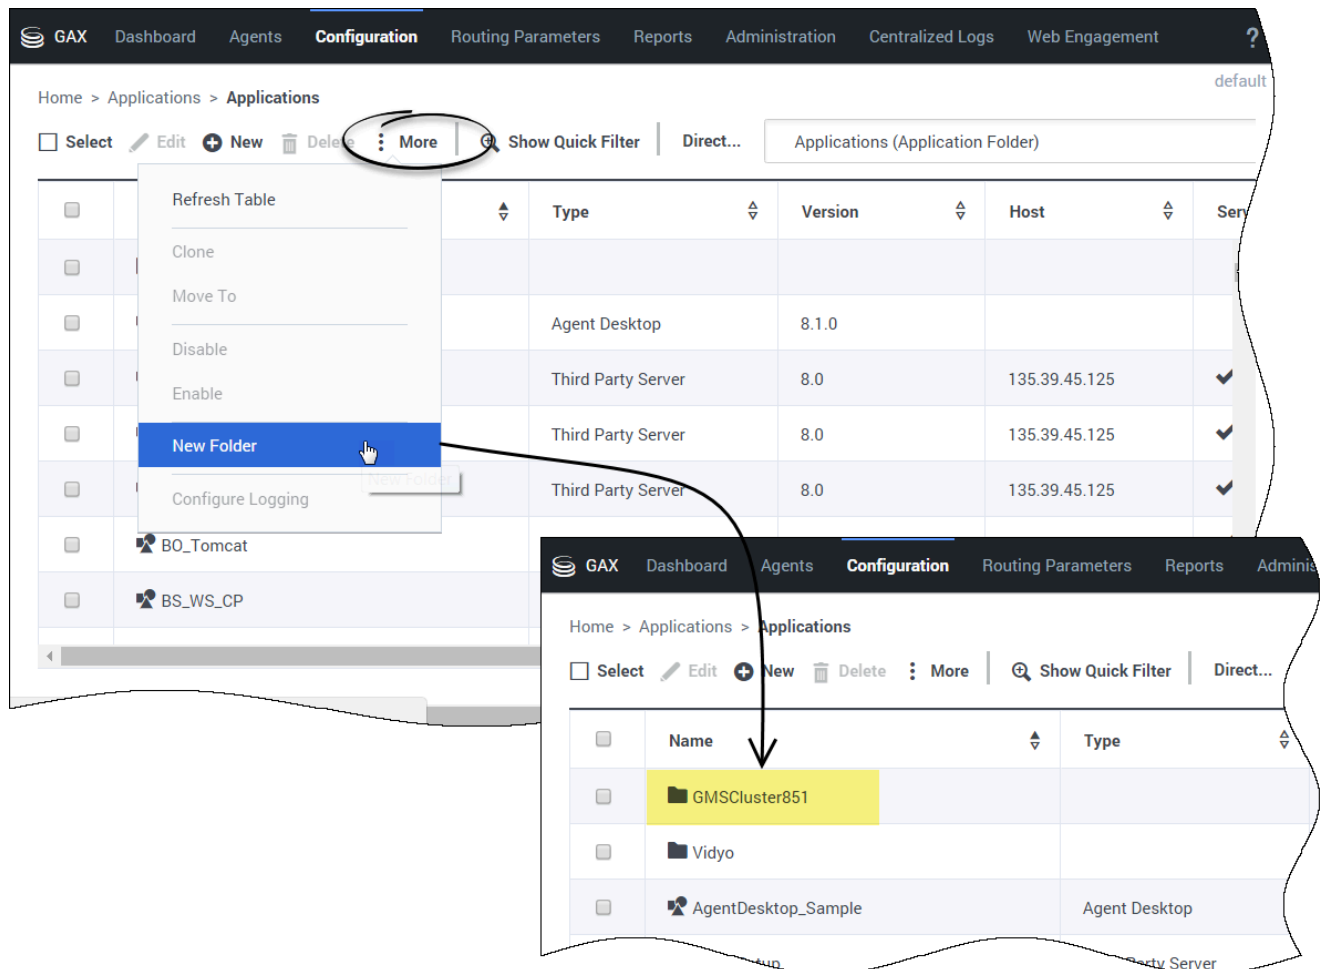 GAX Dashboard Agents Configuration Routing Parameters Reports Administration Centralized Logs Web Engagement ?
default
Home > Applications > Applications
Select Edit New Delete More Show Quick Filter Direct... Applications (Application Folder)
Refresh Table
Type Version Host
Clone
Move To
Agent Desktop 8.1.0
Disable
Third Party Server 8.0 135.39.45.125
Enable
Third Party Server 8.0 135.39.45.125
New Folder
New Folder
Third Party Server 8.0 135.39.45.125
Configure Logging
BO_Tomcat
BS_WS_CP
GAX Dashboard Agents Configuration Routing Parameters Reports Adminis
Home > Applications > Applications
Select Edit New Delete More Show Quick Filter Direct...
Name Type
GMSCluster851
Vidyo
AgentDesktop_Sample Agent Desktop
Server